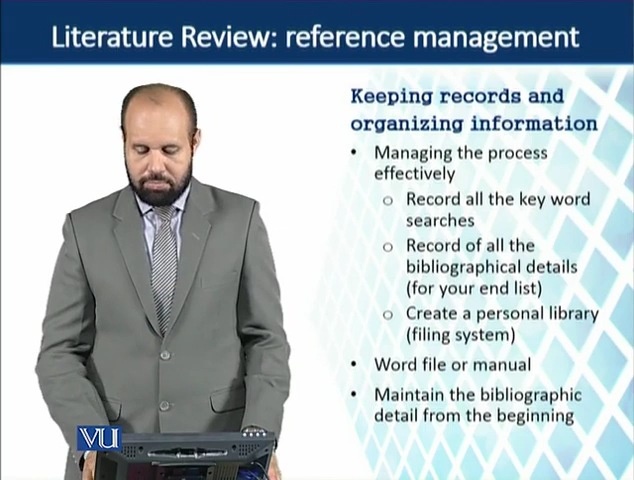 Literature Review: reference management
Keeping records and
organizing information
• Managing the process
effectively
o Record all the key word
searches
o Record of all the
bibliographical details
(for your end list)
o Create a personal library
(filing system)
• Word file or manual
• Maintain the bibliographic
detail from the beginning
VU